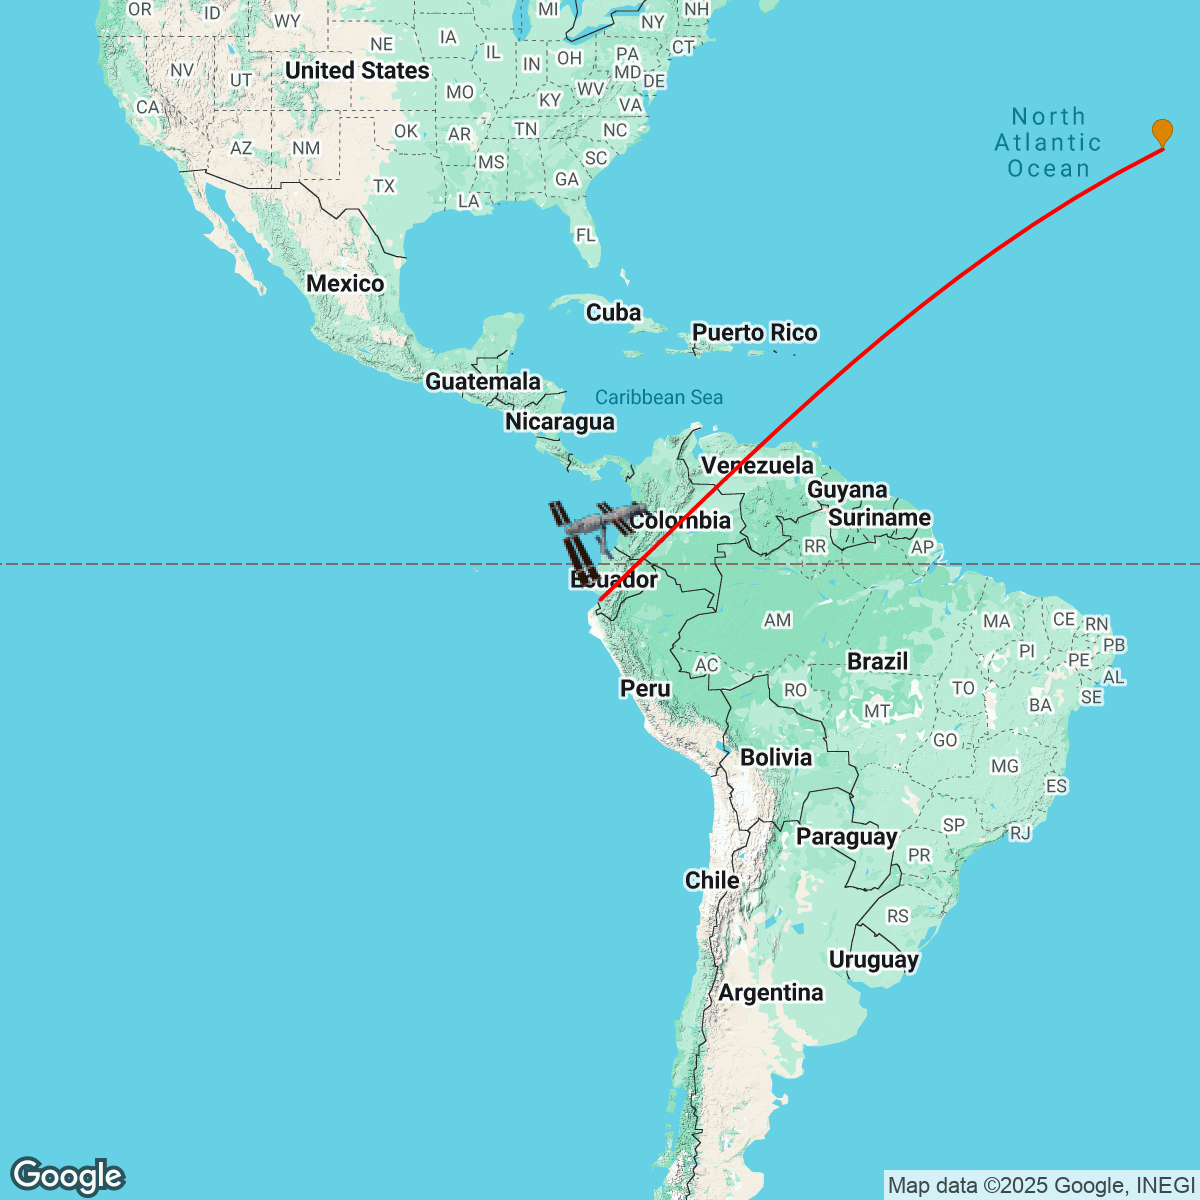 OR
ID
WY
MI
NY
NH
NE
IA
IL
IN
OH
PA
CT
United States
NV
UT
MD
DE
MO
WV
KY
VA
CA
OK
AR
TN
NC
AZ
NM
MS
SC
TX
GA
LA
FL
North
Atlantic
Ocean
Mexico
Cuba
Puerto Rico
Guatemala
Caribbean Sea
Nicaragua
Venezuela
Guyana
Suriname
Colombia
RR
AP
Ecuador
AM
MA
CE
RN
PI
PB
PE
AC
Brazil
AL
Peru
RO
TO
SE
MT
BA
GO
Bolivia
MG
ES
SP
RJ
Paraguay
PR
Chile
RS
Uruguay
Argentina
Google
Map data ©2025 Google, INEGI